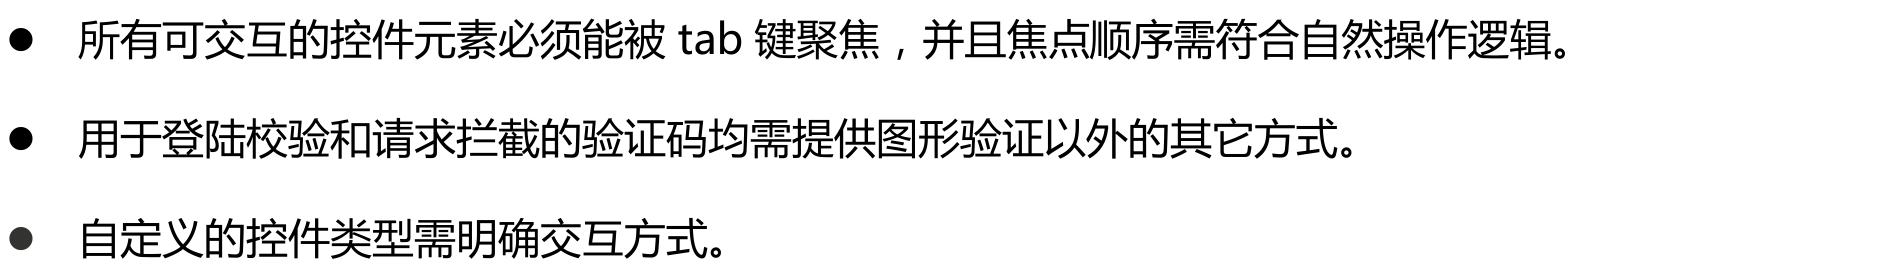 ● 所有可交互的控件元素必须能被 tab 键聚焦，并且焦点顺序需符合自然操作逻辑。
● 用于登陆校验和请求拦截的验证码均需提供图形验证以外的其它方式。
● 自定义的控件类型需明确交互方式。